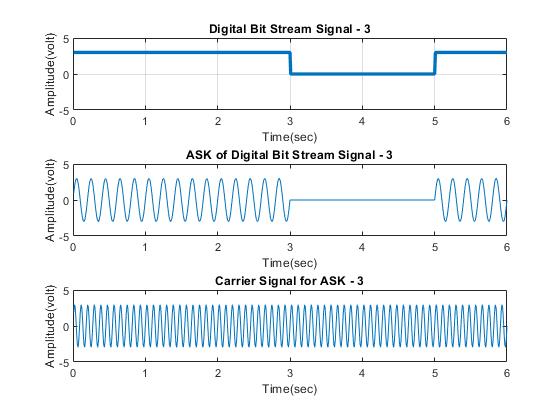 Digital Bit Stream Signal - 3
Amplitude(volt)
5
0
-5
0 1 2 3 4 5 6
Time(sec)
ASK of Digital Bit Stream Signal - 3
Amplitude(volt)
5
0
-5
0 1 2 3 4 5 6
Time(sec)
Carrier Signal for ASK - 3
Amplitude(volt)
5
0
-5
0 1 2 3 4 5 6
Time(sec)